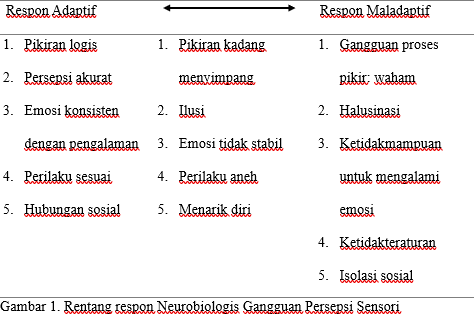 Respon Adaptif
Respon Maladaptif
1. Pikiran logis
2. Persepsi akurat
3. Emosi konsisten
dengan pengalaman
4. Perilaku sesuai
5. Hubungan sosial
1. Pikiran kadang
menyimpang
2. Ilusi
3. Emosi tidak stabil
4. Perilaku aneh
5. Menarik diri
1. Gangguan proses
pikir: waham
2. Halusinasi
3. Ketidakmampuan
untuk mengalami
emosi
4. Ketidakteraturan
5. Isolasi sosial
Gambar 1. Rentang respon Neurobiologis Gangguan Persepsi Sensori